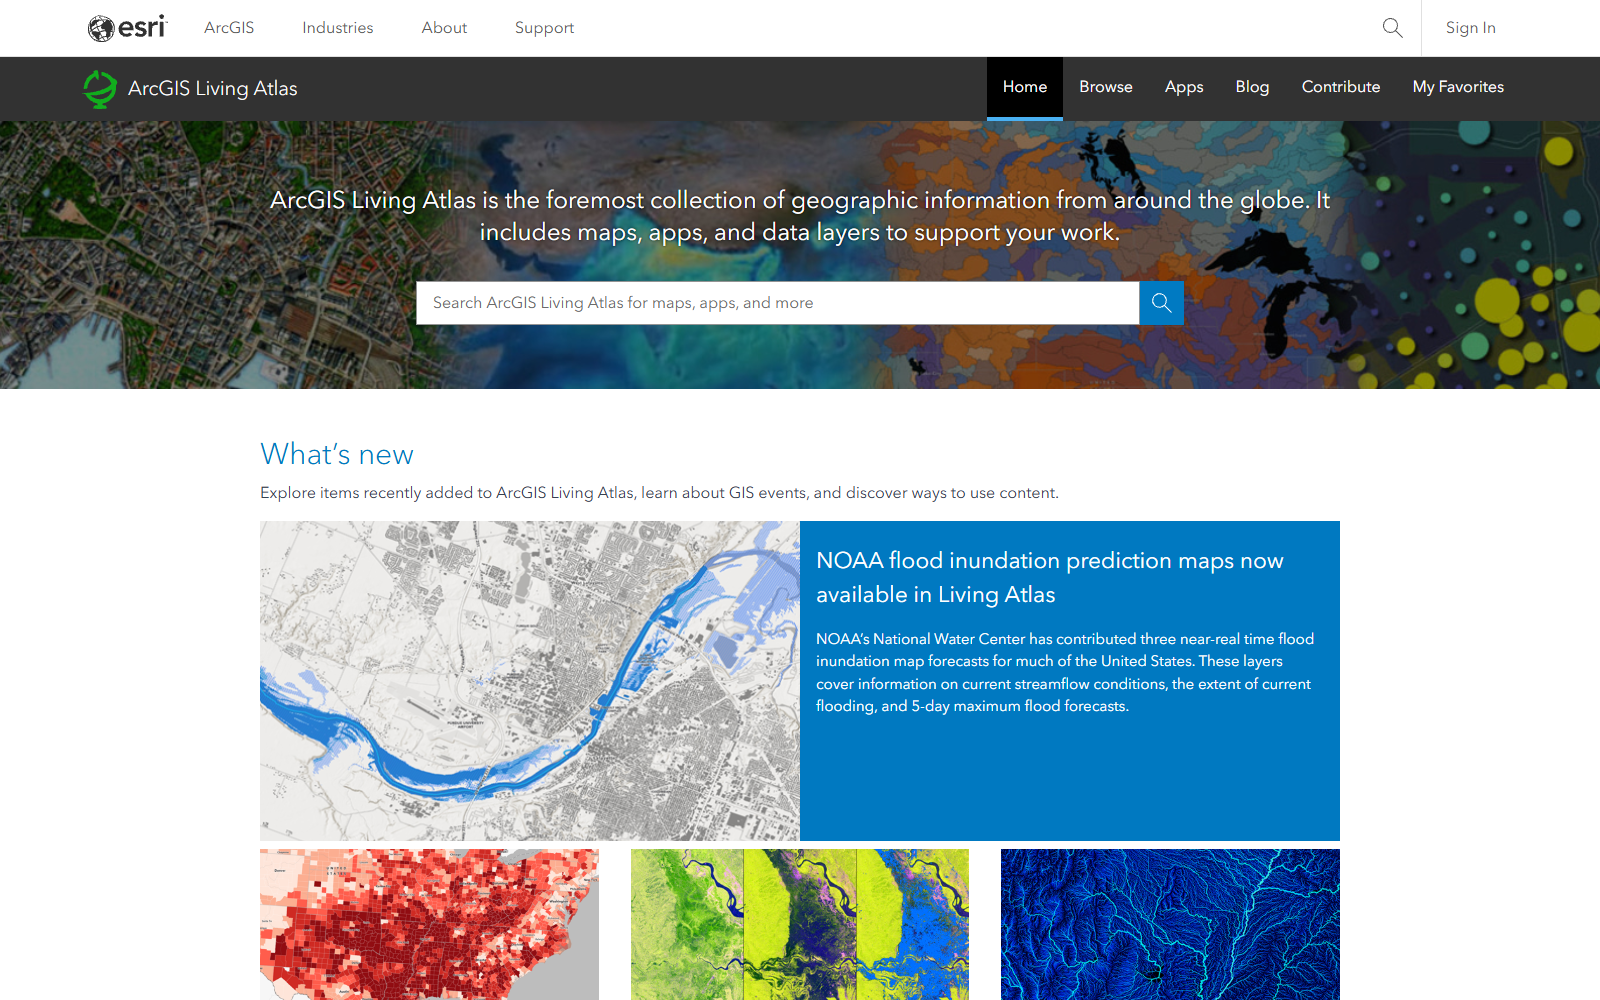 esri
ArcGIS
Industries
About
Support
Sign In
ArcGIS Living Atlas
Home
Browse
Apps
Blog
Contribute
My Favorites
ArcGIS Living Atlas is the foremost collection of geographic information from around the globe. It
includes maps, apps, and data layers to support your work.
Search ArcGIS Living Atlas for maps, apps, and more
What's new
Explore items recently added to ArcGIS Living Atlas, learn about GIS events, and discover ways to use content.
NOAA flood inundation prediction maps now
available in Living Atlas
NOAA's National Water Center has contributed three near-real time flood
inundation map forecasts for much of the United States. These layers
cover information on current streamflow conditions, the extent of current
flooding, and 5-day maximum flood forecasts.